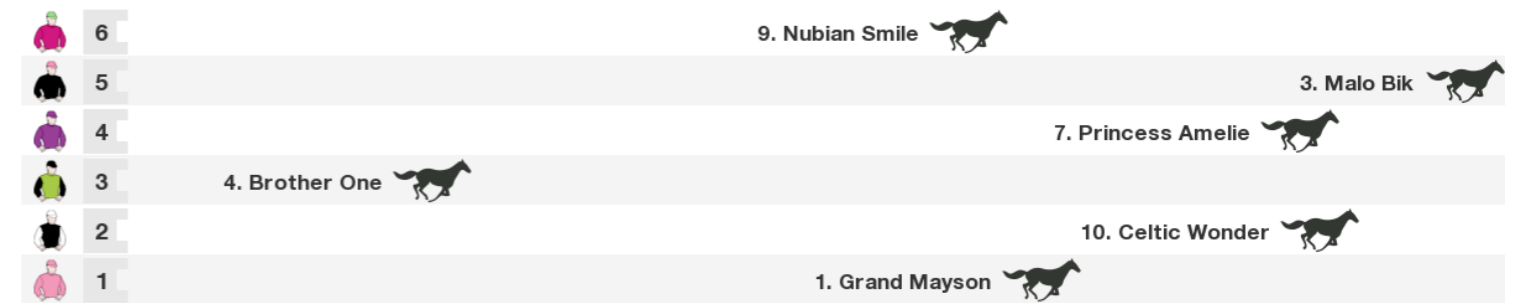 6 9. Nubian Smile
5 3. Malo Bik
4 7. Princess Amelie
3 4. Brother One
2 10. Celtic Wonder
1 1. Grand Mayson